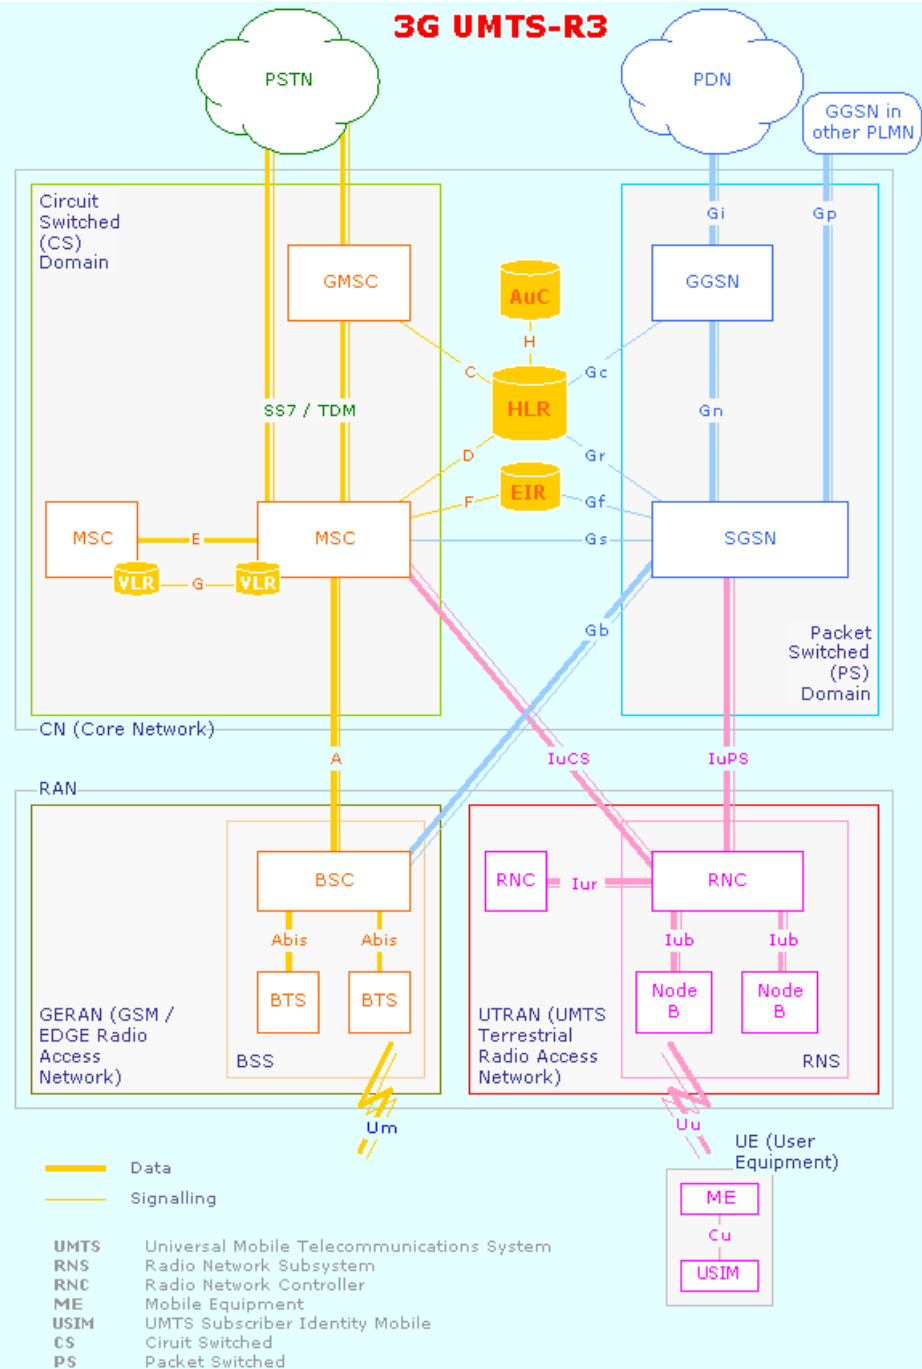 3G UMTS-R3
PSTN
PDN
GGSN in
other PLMN
Circuit
Switched
(CS)
Domain
Gi
Gp
GMSC
AuC
GGSN
H
C
Gc
HLR
SS7 / TDM
Gn
D
Gr
EIR
F
Gf
MSC
E
MSC
Gs
SGSN
VLR
G
VLR
Gb
Packet
Switched
(PS)
Domain
CN (Core Network)
A
IuCS
IuPS
RAN
BSC
RNC
Iur
RNC
Abis
Abis
Iub
Iub
BTS
BTS
Node
B
Node
B
GERAN (GSM /
EDGE Radio
Access
Network)
BSS
UTRAN (UMTS
Terrestrial
Radio Access
Network)
RNS
Um
Uu
UE (User
Equipment)
Data
Signalling
ME
Cu
USIM
UMTS Universal Mobile Telecommunications System
RNS Radio Network Subsystem
RNC Radio Network Controller
ME Mobile Equipment
USIM UMTS Subscriber Identity Mobile
CS Ciruit Switched
PS Packet Switched